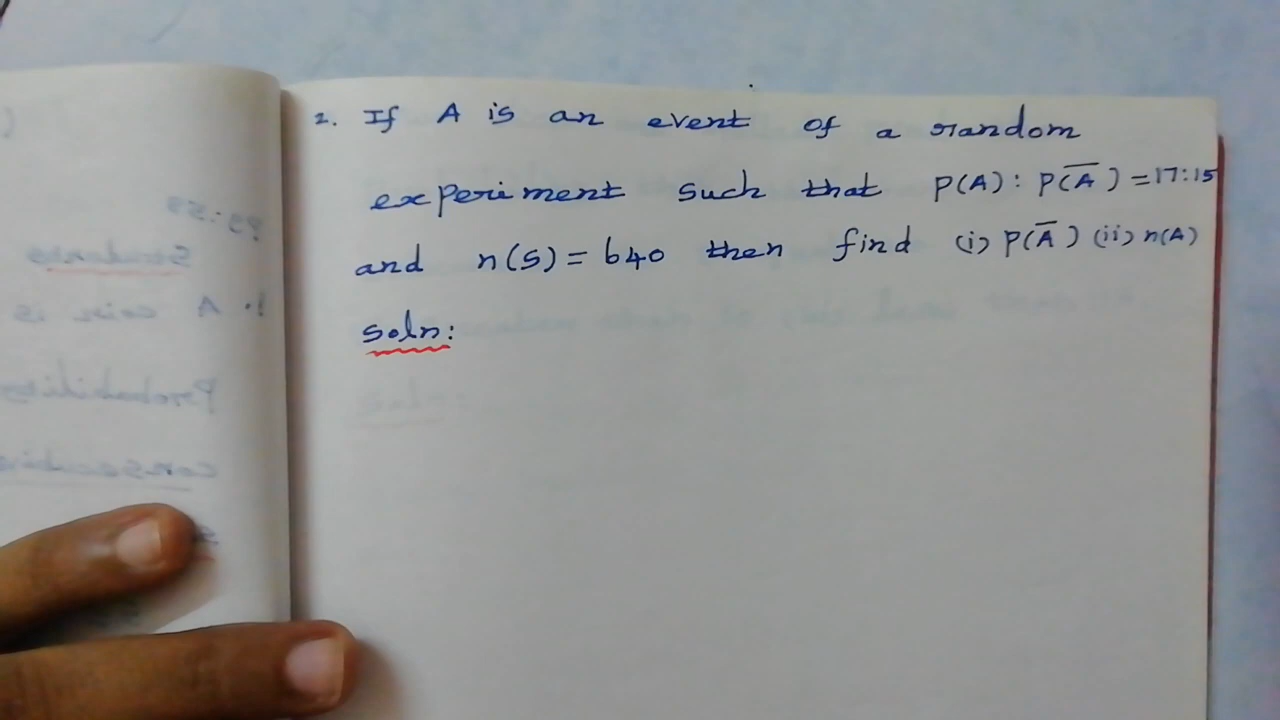 2. If A is an event of a random
experiment such that P(A) : P(A̅) = 17:15
and n(S) = 640 then find (i) P(A̅) (ii) n(A)
Soln: